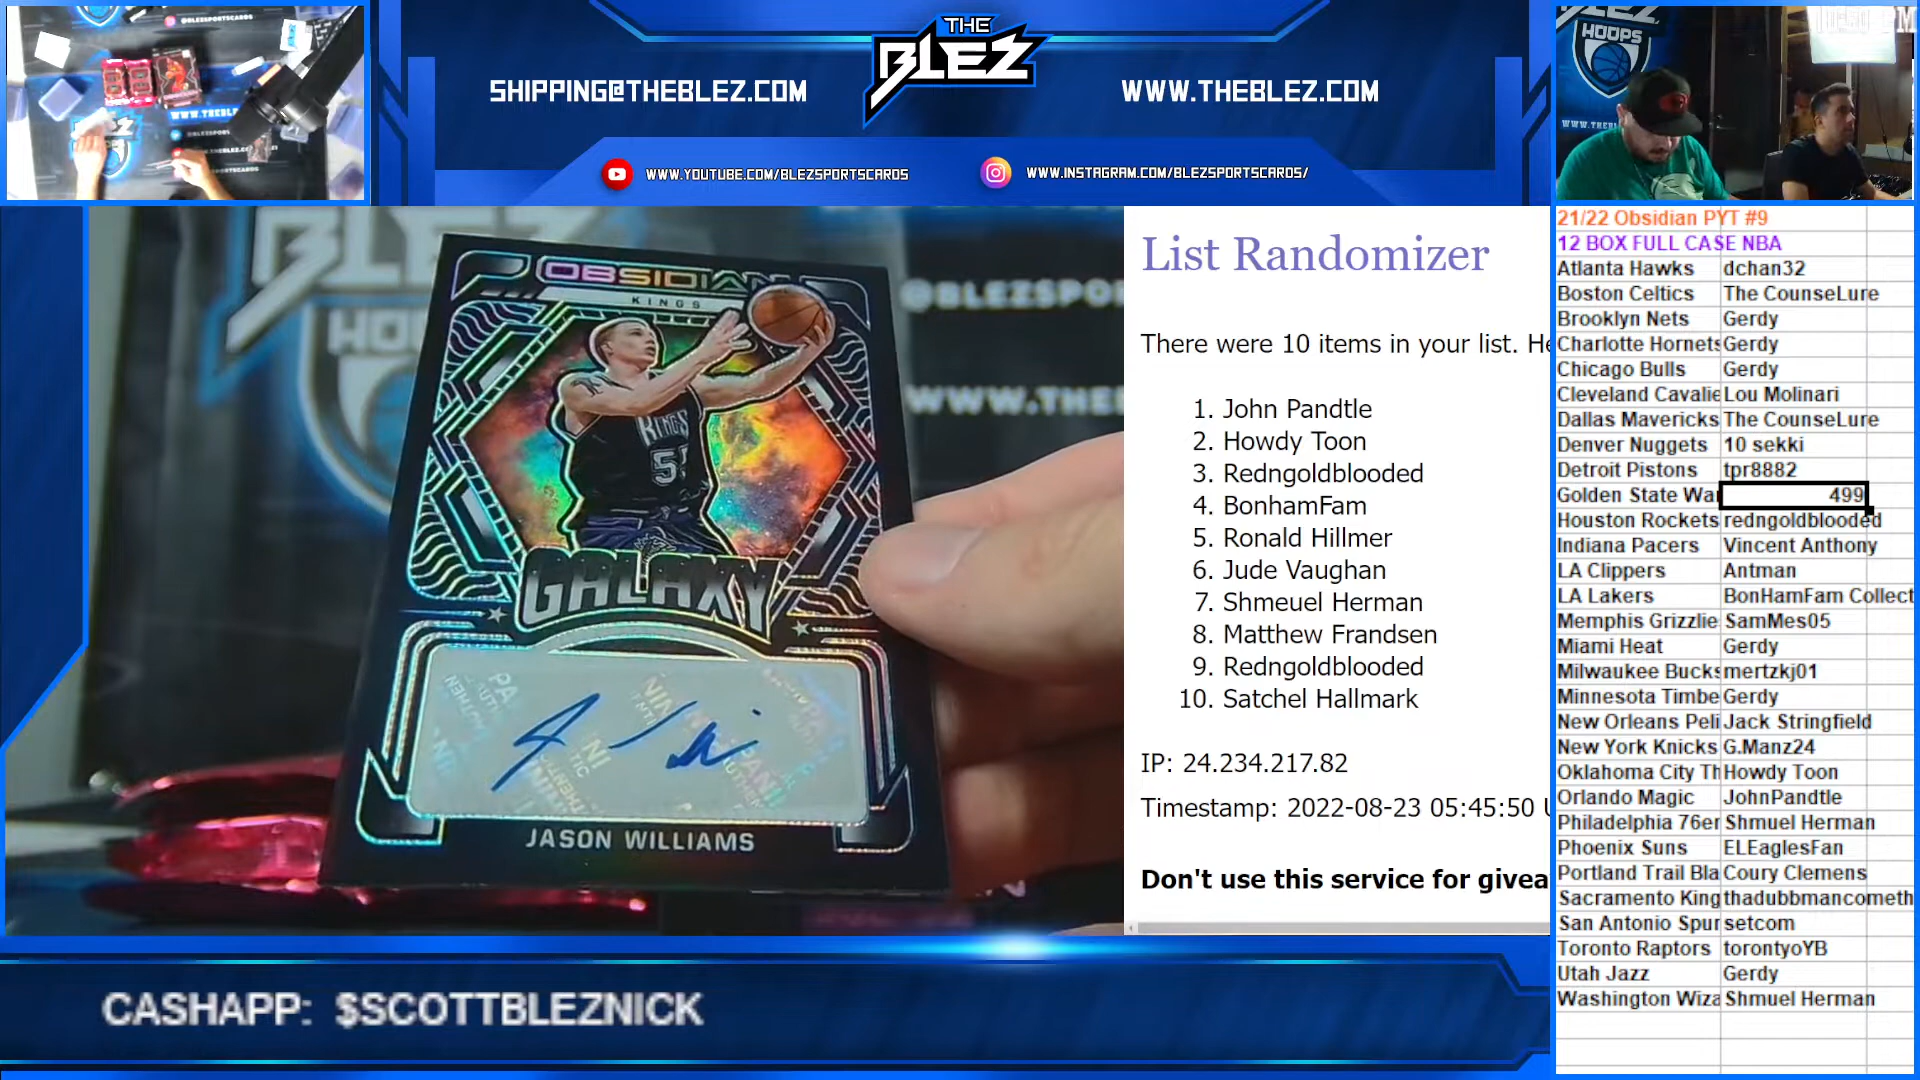 THE
BLEZ
SHIPPING@THEBLEZ.COM
WWW.THEBLEZ.COM
WWW.YOUTUBE.COM/BLEZSPORTSCARDS
WWW.INSTAGRAM.COM/BLEZSPORTSCARDS/
HOOPS
OBSIDIAN
KINGS
KINGS
GALAXY
JASON WILLIAMS
List Randomizer
There were 10 items in your list. He
1. John Pandtle
2. Howdy Toon
3. Redngoldblooded
4. BonhamFam
5. Ronald Hillmer
6. Jude Vaughan
7. Shmeuel Herman
8. Matthew Frandsen
9. Redngoldblooded
10. Satchel Hallmark
IP: 24.234.217.82
Timestamp: 2022-08-23 05:45:50 U
Don't use this service for givea
21/22 Obsidian PYT #9
12 BOX FULL CASE NBA
Atlanta Hawks dchan32
Boston Celtics The CounseLure
Brooklyn Nets Gerdy
Charlotte Hornets Gerdy
Chicago Bulls Gerdy
Cleveland Cavalie Lou Molinari
Dallas Mavericks The CounseLure
Denver Nuggets 10 sekki
Detroit Pistons tpr8882
Golden State Wa 499
Houston Rockets redngoldblooded
Indiana Pacers Vincent Anthony
LA Clippers Antman
LA Lakers BonHamFam Collect
Memphis Grizzlie SamMes05
Miami Heat Gerdy
Milwaukee Bucks mertzkj01
Minnesota Timbe Gerdy
New Orleans Peli Jack Stringfield
New York Knicks G.Manz24
Oklahoma City Th Howdy Toon
Orlando Magic JohnPandtle
Philadelphia 76er Shmuel Herman
Phoenix Suns ELEaglesFan
Portland Trail Bla Coury Clemens
Sacramento King thadubbmancometh
San Antonio Spur setcom
Toronto Raptors torontyoYB
Utah Jazz Gerdy
Washington Wiza Shmuel Herman
CASHAPP: $SCOTTBLEZNICK